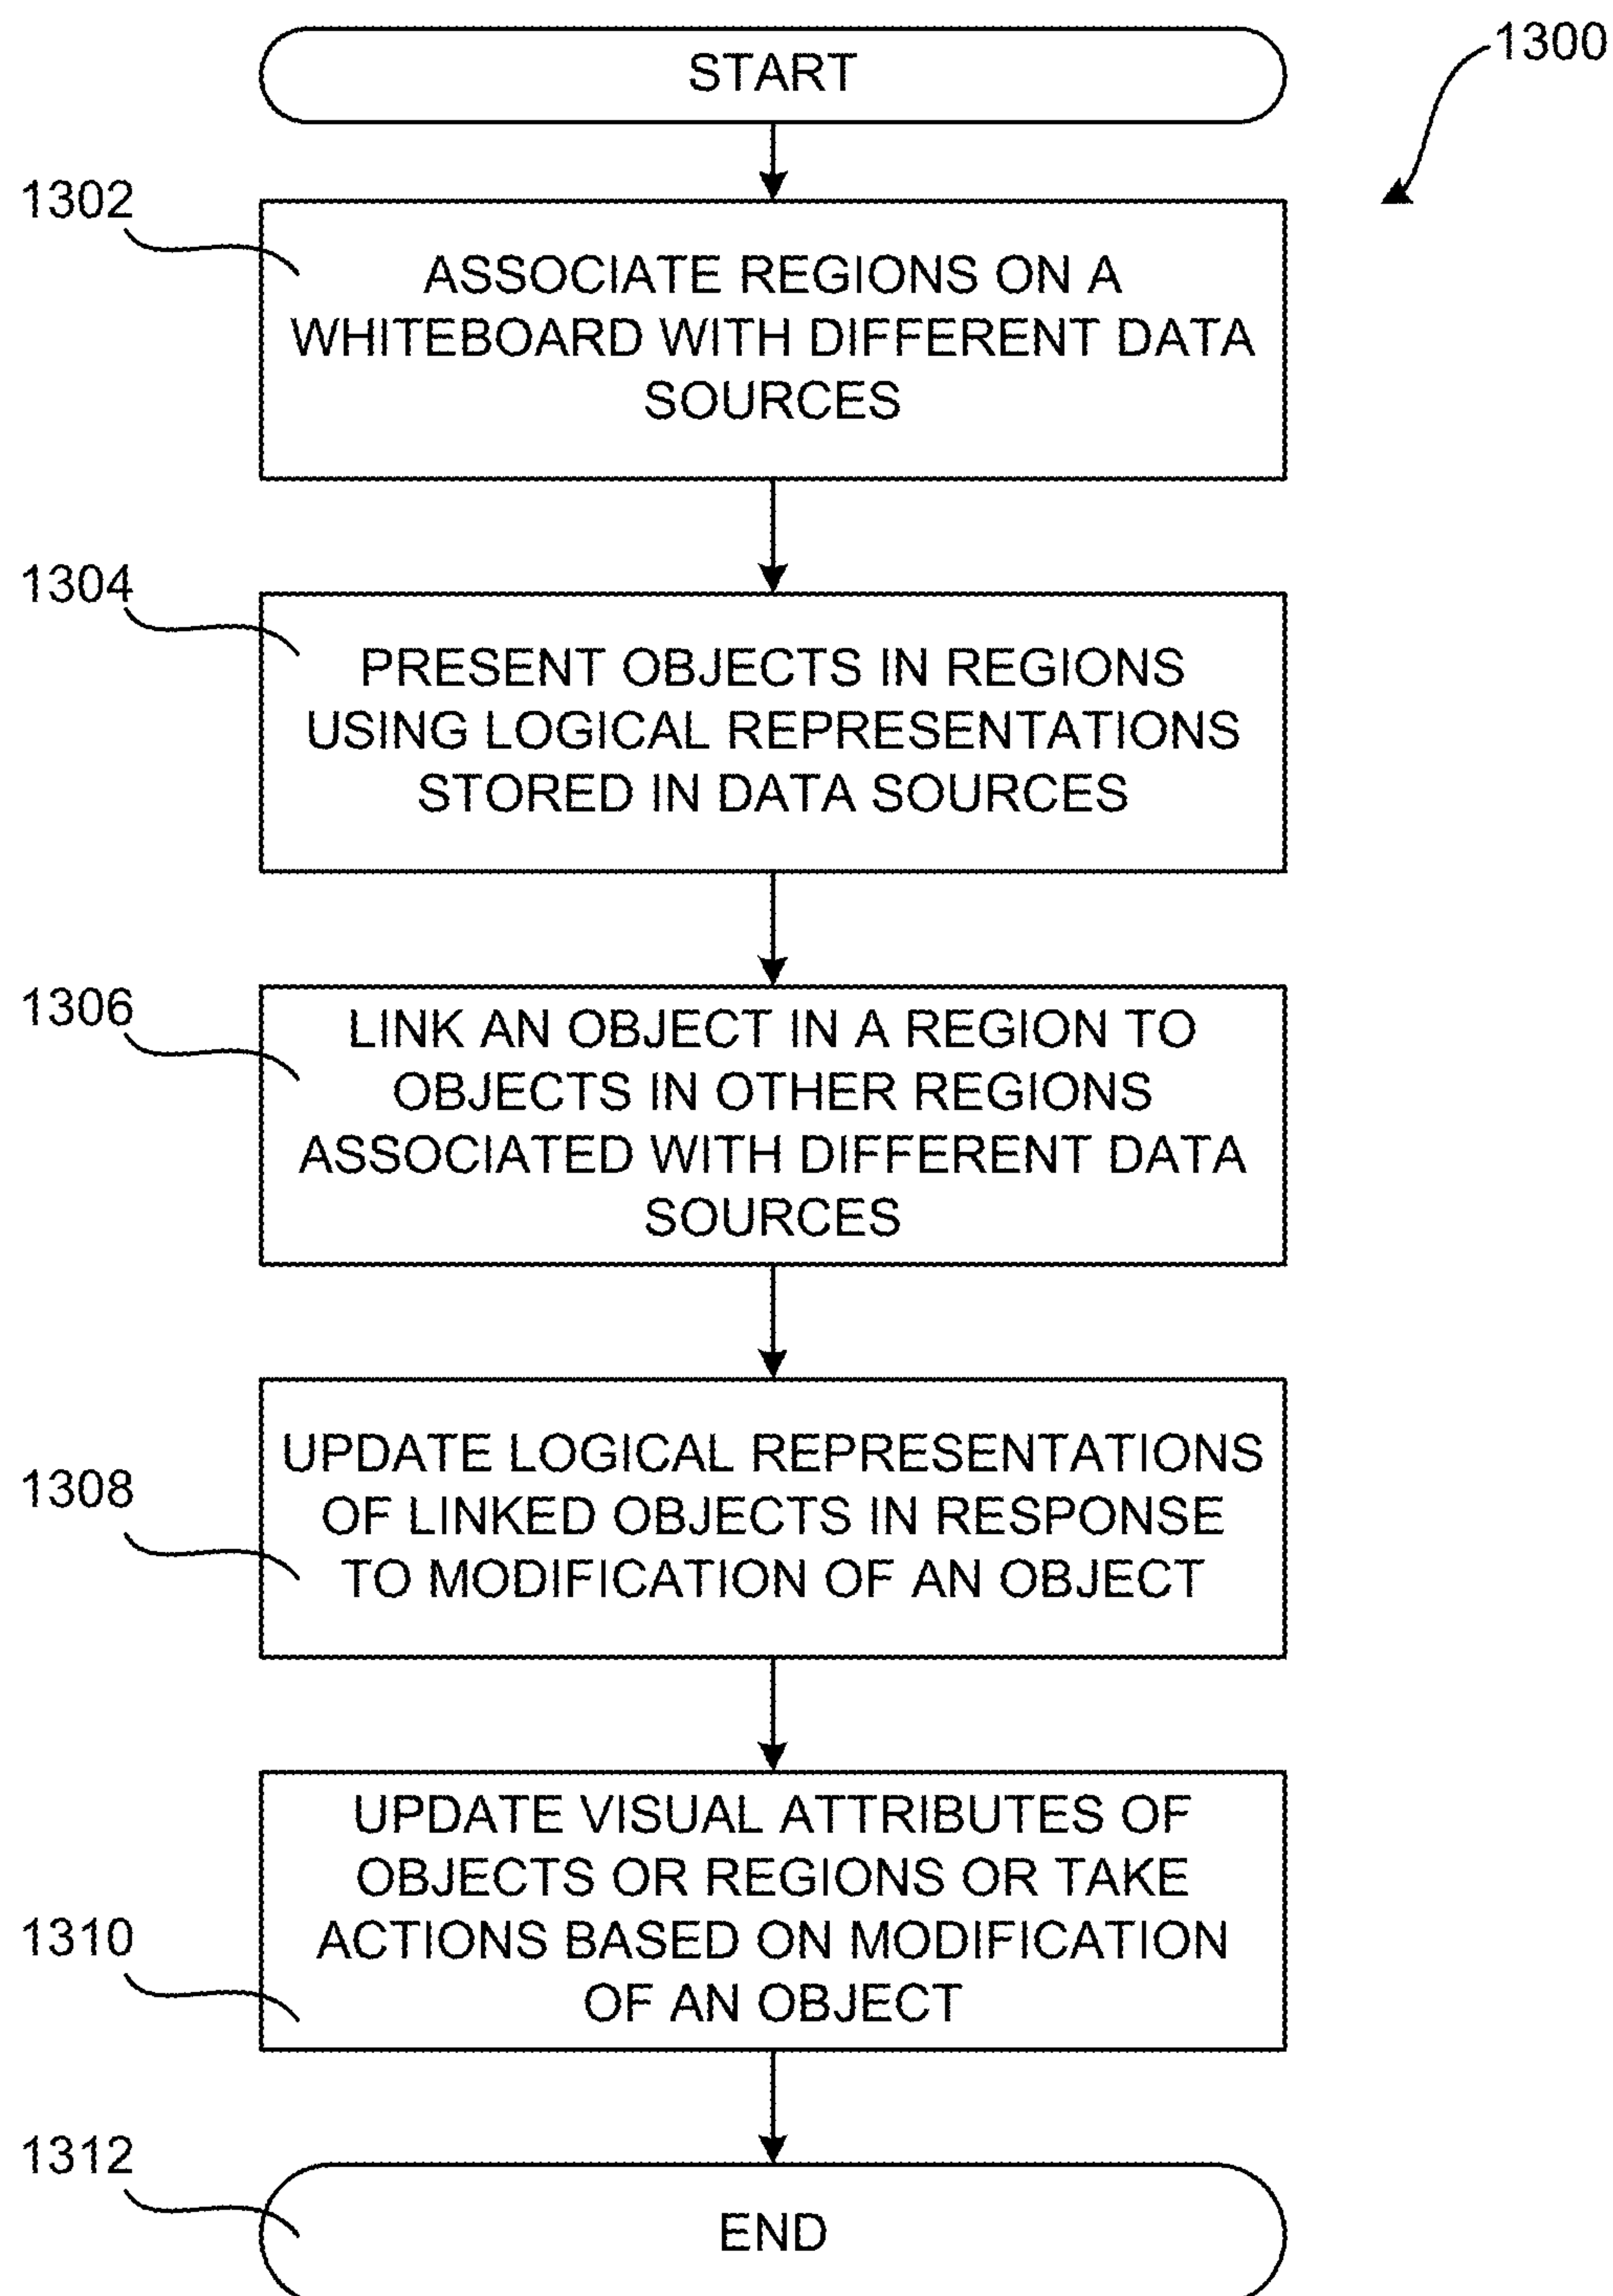 START
1300
1302
ASSOCIATE REGIONS ON A
WHITEBOARD WITH DIFFERENT DATA
SOURCES
1304
PRESENT OBJECTS IN REGIONS
USING LOGICAL REPRESENTATIONS
STORED IN DATA SOURCES
1306
LINK AN OBJECT IN A REGION TO
OBJECTS IN OTHER REGIONS
ASSOCIATED WITH DIFFERENT DATA
SOURCES
1308
UPDATE LOGICAL REPRESENTATIONS
OF LINKED OBJECTS IN RESPONSE
TO MODIFICATION OF AN OBJECT
1310
UPDATE VISUAL ATTRIBUTES OF
OBJECTS OR REGIONS OR TAKE
ACTIONS BASED ON MODIFICATION
OF AN OBJECT
1312
END